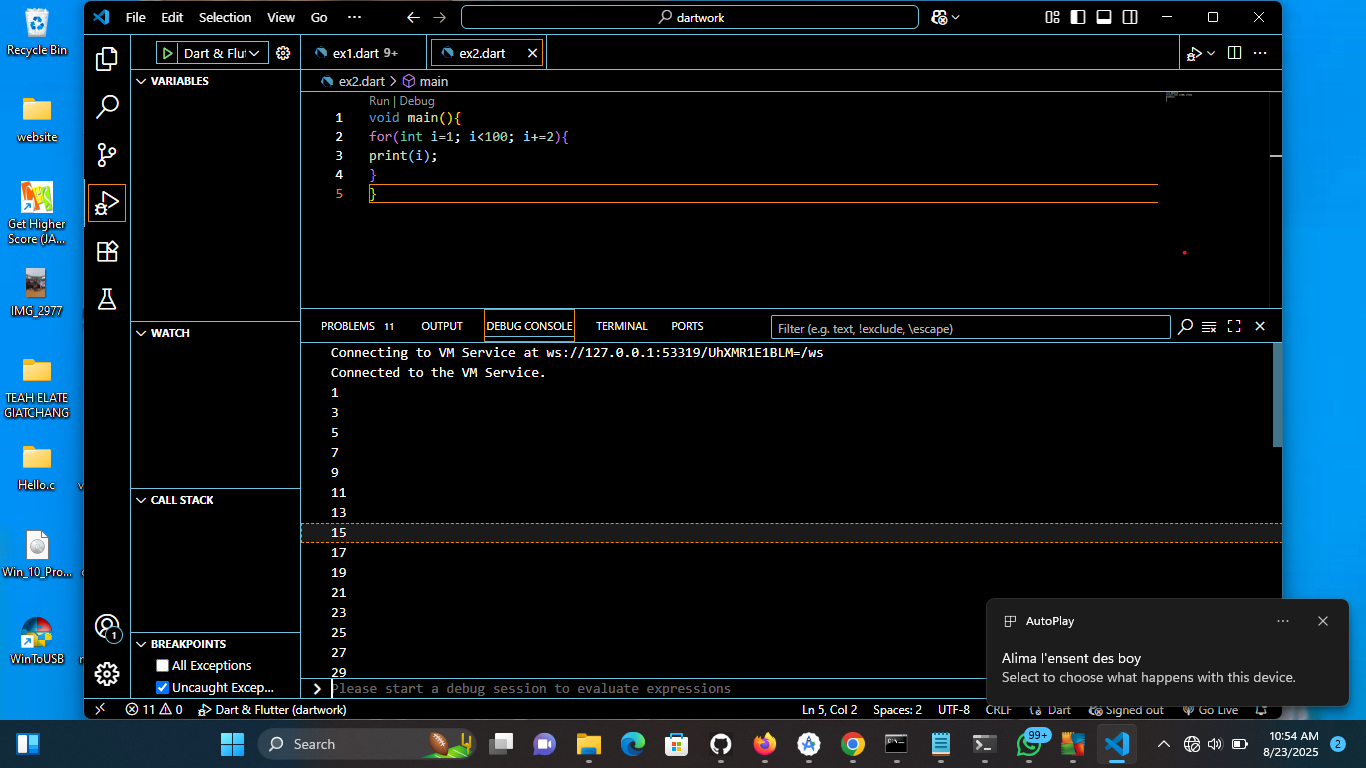 Recycle Bin
website
Get Higher
Score (JA...
IMG_2977
TEAH ELATE
GIATCHANG
Hello.c
Win_10_Pro...
WinToUSB
File Edit Selection View Go ···
dartwork
Dart & Flut
ex1.dart 9+
ex2.dart
VARIABLES
WATCH
CALL STACK
BREAKPOINTS
All Exceptions
Uncaught Excep...
ex2.dart > main
Run | Debug
1 void main(){
2 for(int i=1; i<100; i+=2){
3 print(i);
4 }
5 }
PROBLEMS 11 OUTPUT DEBUG CONSOLE TERMINAL PORTS
Filter (e.g. text, !exclude, \escape)
Connecting to VM Service at ws://127.0.0.1:53319/UhXMR1E1BLM=/ws
Connected to the VM Service.
1
3
5
7
9
11
13
15
17
19
21
23
25
27
29
Please start a debug session to evaluate expressions
AutoPlay
Alima l'ensent des boy
Select to choose what happens with this device.
1
11 0 Dart & Flutter (dartwork)
Ln 5, Col 2 Spaces: 2 UTF-8 CRLF Dart Signed out Go Live
Search
99+
10:54 AM
8/23/2025
2